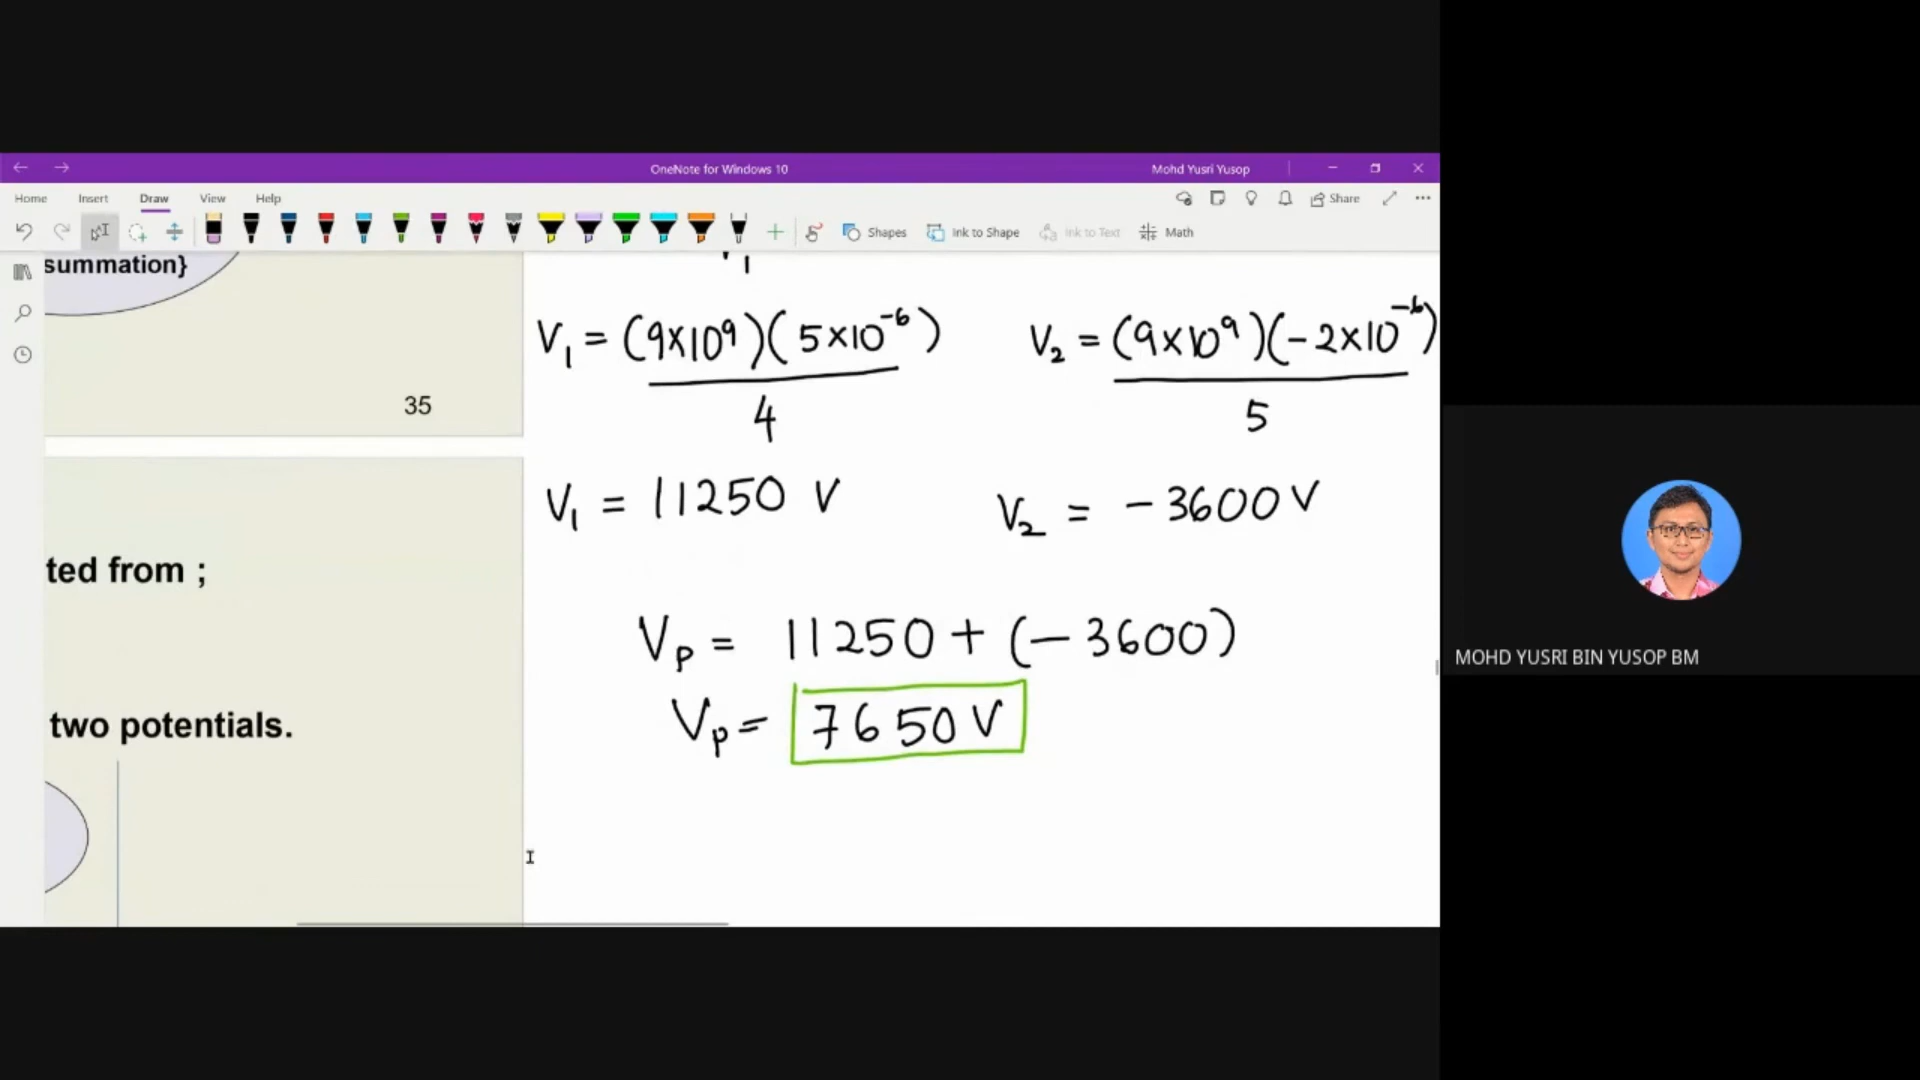 OneNote for Windows 10
Mohd Yusri Yusop
Home Insert Draw View Help
Share
Shapes Ink to Shape Ink to Text Math
summation}
35
ted from ;
two potentials.
V₁ = (9×10⁹)(5×10⁻⁶)
4
V₂ = (9×10⁹)(-2×10⁻⁶)
5
V₁ = 11250 V
V₂ = -3600 V
Vp = 11250 + (-3600)
Vp = 7650 V
MOHD YUSRI BIN YUSOP BM